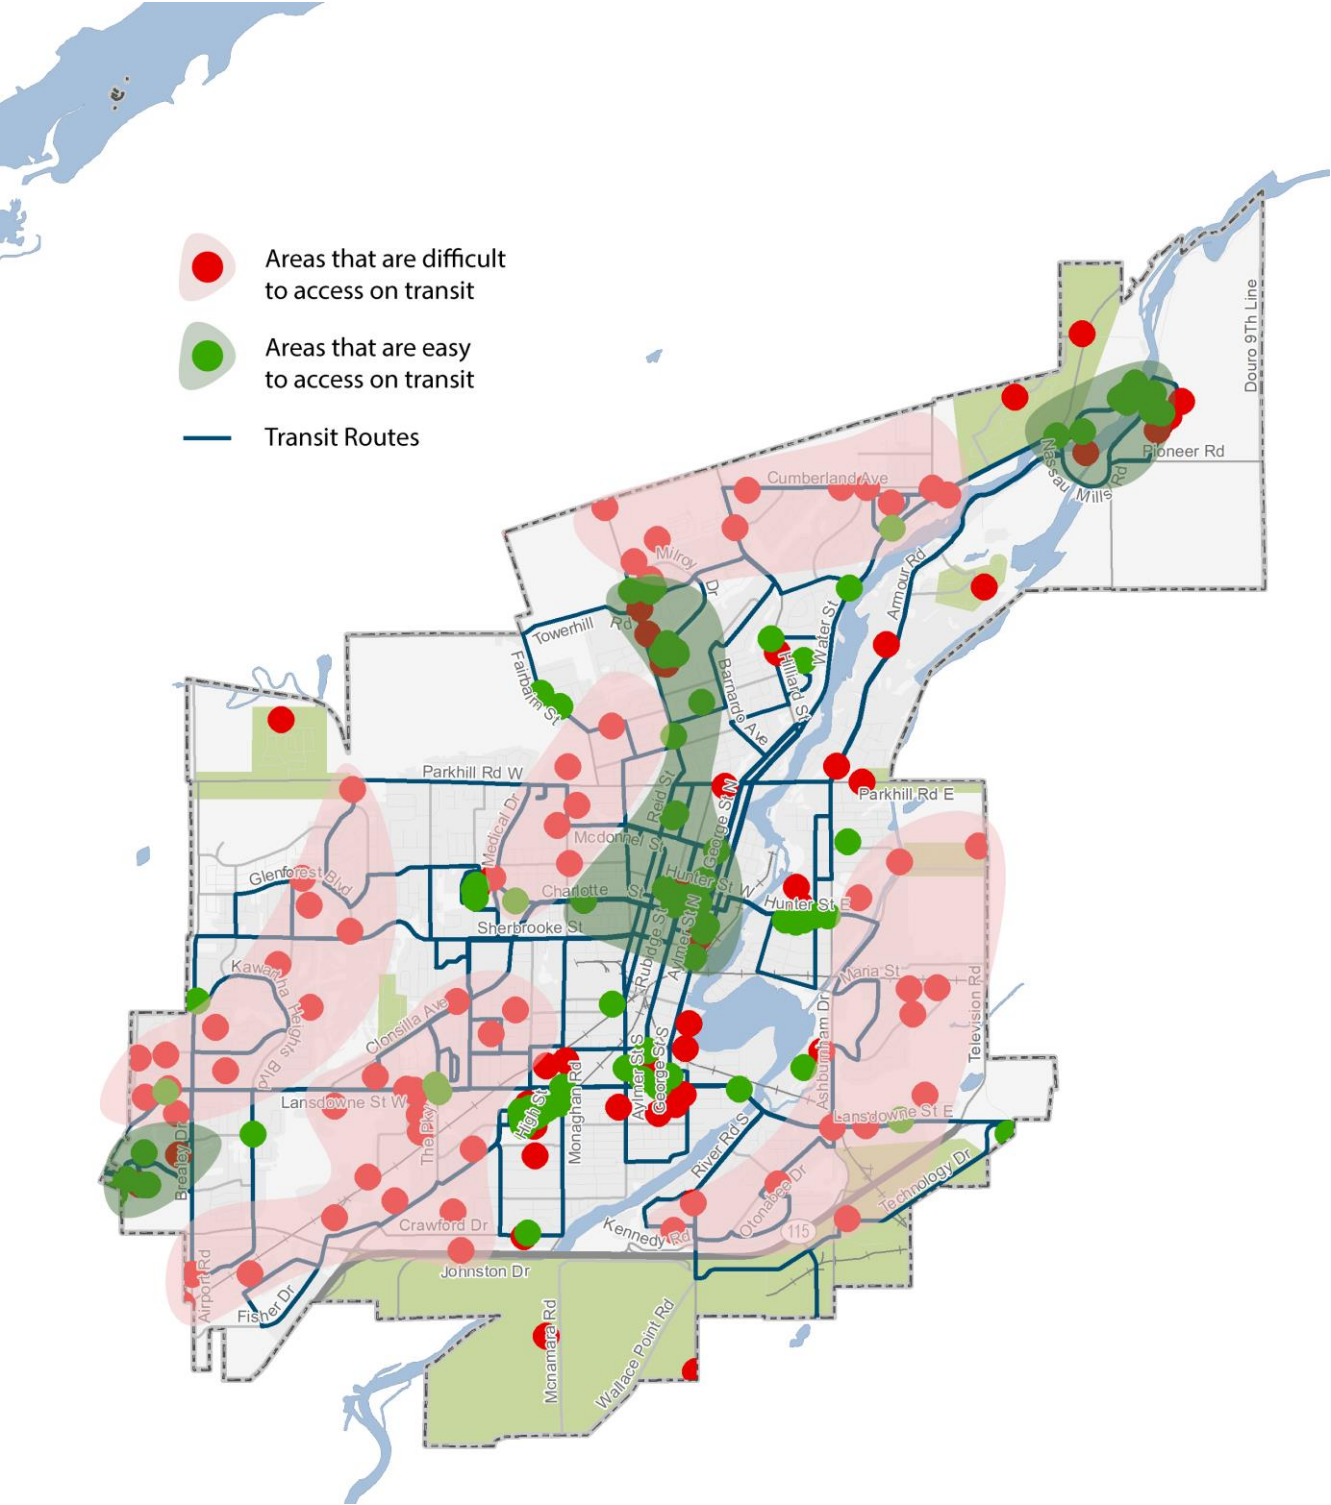 Areas that are difficult
to access on transit
Areas that are easy
to access on transit
Transit Routes
Douro 9Th Line
Pioneer Rd
Nassau Mills Rd
Cumberland Ave
Milroy Dr
Armour Rd
Towerhill Rd
Water St
Hilliard St
Fairbairn St
Barnardo Ave
Parkhill Rd W
Parkhill Rd E
Reid St
George St N
Medical Dr
Mcdonnel St
Glenforest Blvd
Hunter St W
Charlotte St
Hunter St E
Sherbrooke St
Rubidge St
Aylmer St N
Kawartha Heights Blvd
Maria St
Television Rd
Clonsilla Ave
Ashburnham Dr
Aylmer St S
George St S
Lansdowne St W
High St
Monaghan Rd
Lansdowne St E
The Pky
River Rd S
Brealey Dr
Technology Dr
Otonabee Dr
Crawford Dr
Kennedy Rd
115
Johnston Dr
Airport Rd
Fisher Dr
Mcnamara Rd
Wallace Point Rd